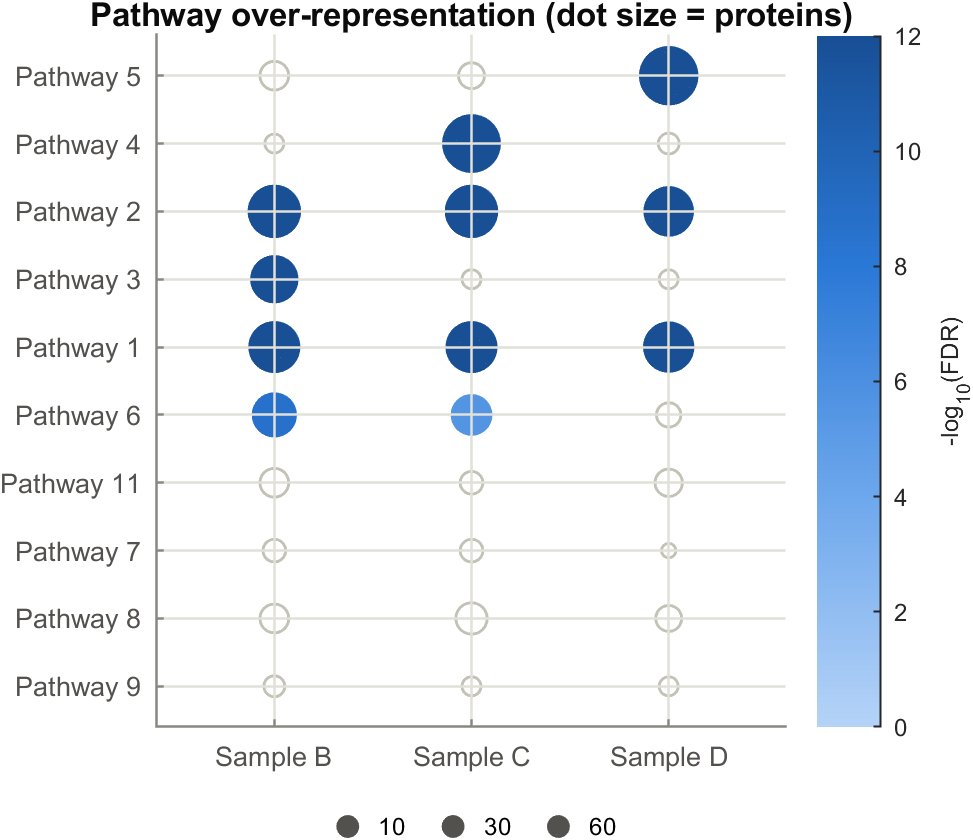 Pathway over-representation (dot size = proteins)
Pathway 5
Pathway 4
Pathway 2
Pathway 3
Pathway 1
Pathway 6
Pathway 11
Pathway 7
Pathway 8
Pathway 9
Sample B
Sample C
Sample D
12
10
8
6
4
2
0
-log10(FDR)
10
30
60